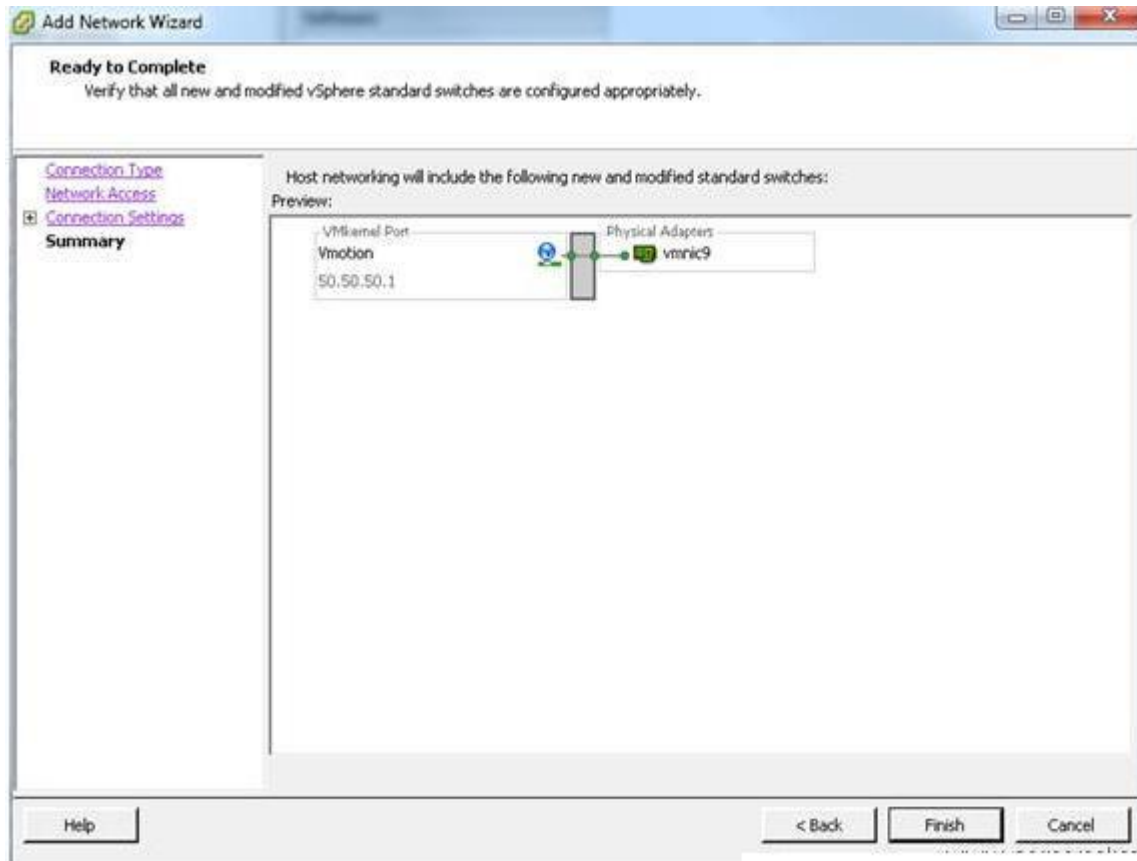 Add Network Wizard
Ready to Complete
Verify that all new and modified vSphere standard switches are configured appropriately.
Connection Type
Network Access
Connection Settings
Summary
Host networking will include the following new and modified standard switches:
Preview:
VMkernel Port
Physical Adapters
Vmotion
vmnic9
50.50.50.1
Help
< Back
Finish
Cancel